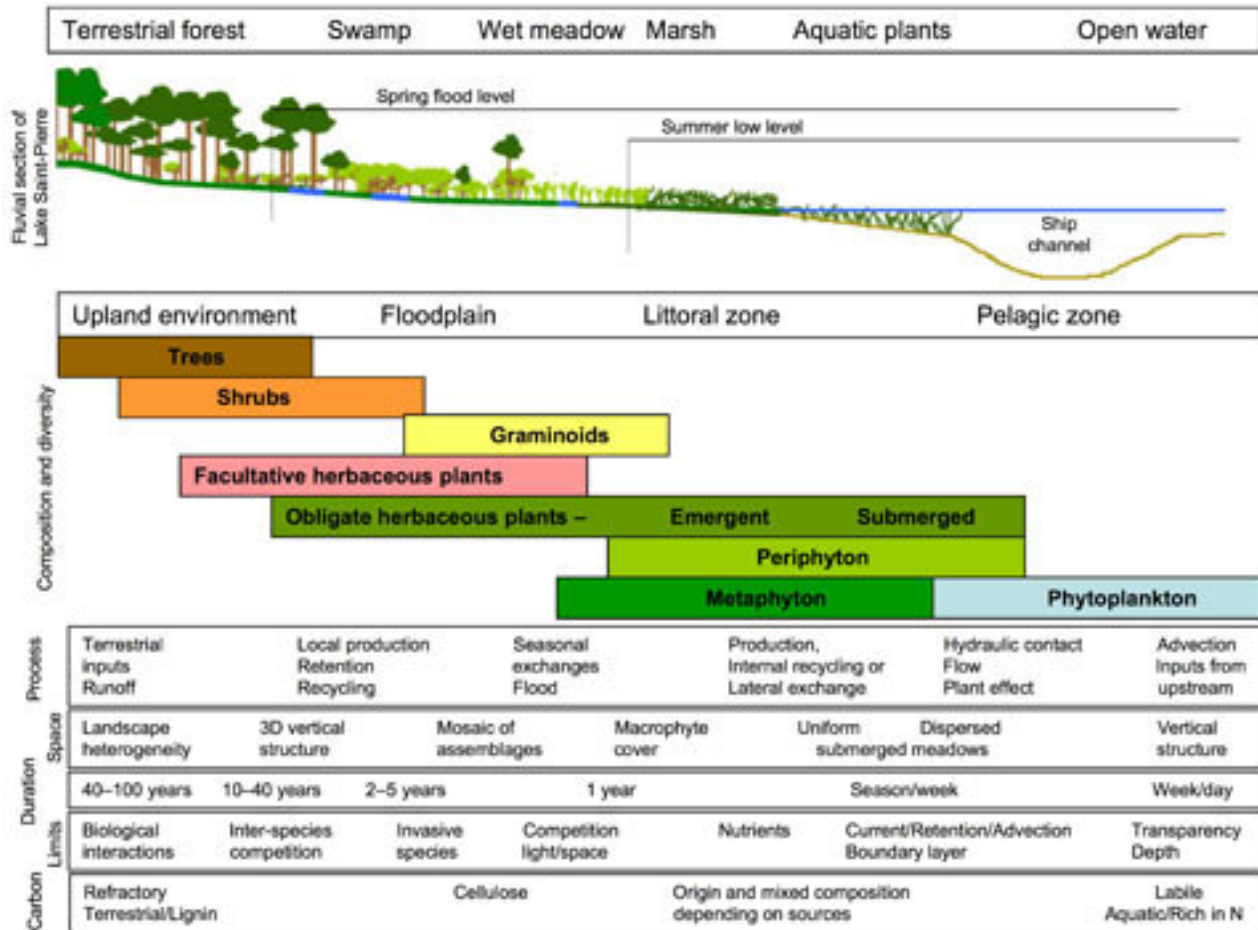 Terrestrial forest Swamp Wet meadow Marsh Aquatic plants Open water
Fluvial section of
Lake Saint-Pierre
Spring flood level
Summer low level
Ship
channel
Upland environment Floodplain Littoral zone Pelagic zone
Composition and diversity
Trees
Shrubs
Graminoids
Facultative herbaceous plants
Obligate herbaceous plants – Emergent Submerged
Periphyton
Metaphyton Phytoplankton
Process
Terrestrial Local production Seasonal Production, Hydraulic contact Advection
inputs Retention exchanges Internal recycling or Flow Inputs from
Runoff Recycling Flood Lateral exchange Plant effect upstream
Space
Landscape 3D vertical Mosaic of Macrophyte Uniform Dispersed Vertical
heterogeneity structure assemblages cover submerged meadows structure
Duration
40–100 years 10–40 years 2–5 years 1 year Season/week Week/day
Limits
Biological Inter-species Invasive Competition Nutrients Current/Retention/Advection Transparency
interactions competition species light/space Boundary layer Depth
Carbon
Refractory Cellulose Origin and mixed composition Labile
Terrestrial/Lignin depending on sources Aquatic/Rich in N